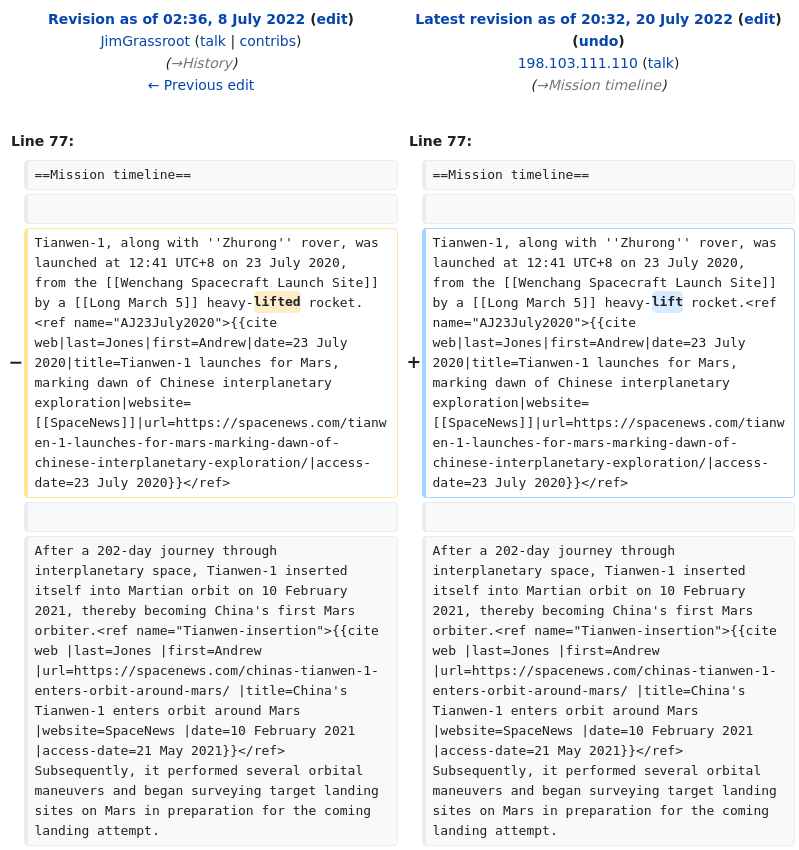 Revision as of 02:36, 8 July 2022 (edit)
JimGrassroot (talk | contribs)
(→History)
← Previous edit
Latest revision as of 20:32, 20 July 2022 (edit)
(undo)
198.103.111.110 (talk)
(→Mission timeline)
Line 77:
==Mission timeline==
−
Tianwen-1, along with ''Zhurong'' rover, was
launched at 12:41 UTC+8 on 23 July 2020,
from the [[Wenchang Spacecraft Launch Site]]
by a [[Long March 5]] heavy-lifted rocket.
<ref name="AJ23July2020">{{cite
web|last=Jones|first=Andrew|date=23 July
2020|title=Tianwen-1 launches for Mars,
marking dawn of Chinese interplanetary
exploration|website=
[[SpaceNews]]|url=https://spacenews.com/tianw
en-1-launches-for-mars-marking-dawn-of-
chinese-interplanetary-exploration/|access-
date=23 July 2020}}</ref>
After a 202-day journey through
interplanetary space, Tianwen-1 inserted
itself into Martian orbit on 10 February
2021, thereby becoming China's first Mars
orbiter.<ref name="Tianwen-insertion">{{cite
web |last=Jones |first=Andrew
|url=https://spacenews.com/chinas-tianwen-1-
enters-orbit-around-mars/ |title=China's
Tianwen-1 enters orbit around Mars
|website=SpaceNews |date=10 February 2021
|access-date=21 May 2021}}</ref>
Subsequently, it performed several orbital
maneuvers and began surveying target landing
sites on Mars in preparation for the coming
landing attempt.
Line 77:
==Mission timeline==
+
Tianwen-1, along with ''Zhurong'' rover, was
launched at 12:41 UTC+8 on 23 July 2020,
from the [[Wenchang Spacecraft Launch Site]]
by a [[Long March 5]] heavy-lift rocket.<ref
name="AJ23July2020">{{cite
web|last=Jones|first=Andrew|date=23 July
2020|title=Tianwen-1 launches for Mars,
marking dawn of Chinese interplanetary
exploration|website=
[[SpaceNews]]|url=https://spacenews.com/tianw
en-1-launches-for-mars-marking-dawn-of-
chinese-interplanetary-exploration/|access-
date=23 July 2020}}</ref>
After a 202-day journey through
interplanetary space, Tianwen-1 inserted
itself into Martian orbit on 10 February
2021, thereby becoming China's first Mars
orbiter.<ref name="Tianwen-insertion">{{cite
web |last=Jones |first=Andrew
|url=https://spacenews.com/chinas-tianwen-1-
enters-orbit-around-mars/ |title=China's
Tianwen-1 enters orbit around Mars
|website=SpaceNews |date=10 February 2021
|access-date=21 May 2021}}</ref>
Subsequently, it performed several orbital
maneuvers and began surveying target landing
sites on Mars in preparation for the coming
landing attempt.